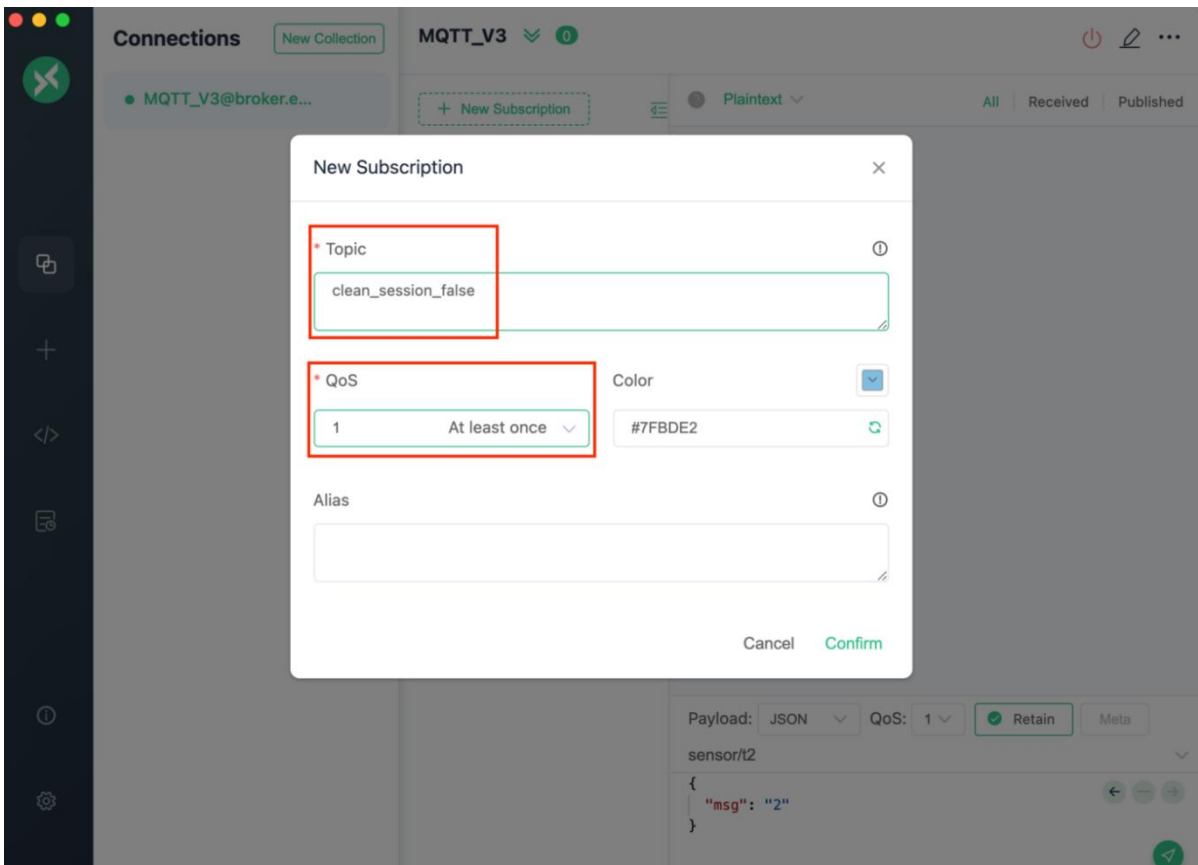 Connections
New Collection
MQTT_V3
0
MQTT_V3@broker.e...
+ New Subscription
Plaintext
All
Received
Published
New Subscription
* Topic
clean_session_false
* QoS
Color
1 At least once
#7FBDE2
Alias
Cancel
Confirm
Payload: JSON QoS: 1 Retain Meta
sensor/t2
{
"msg": "2"
}